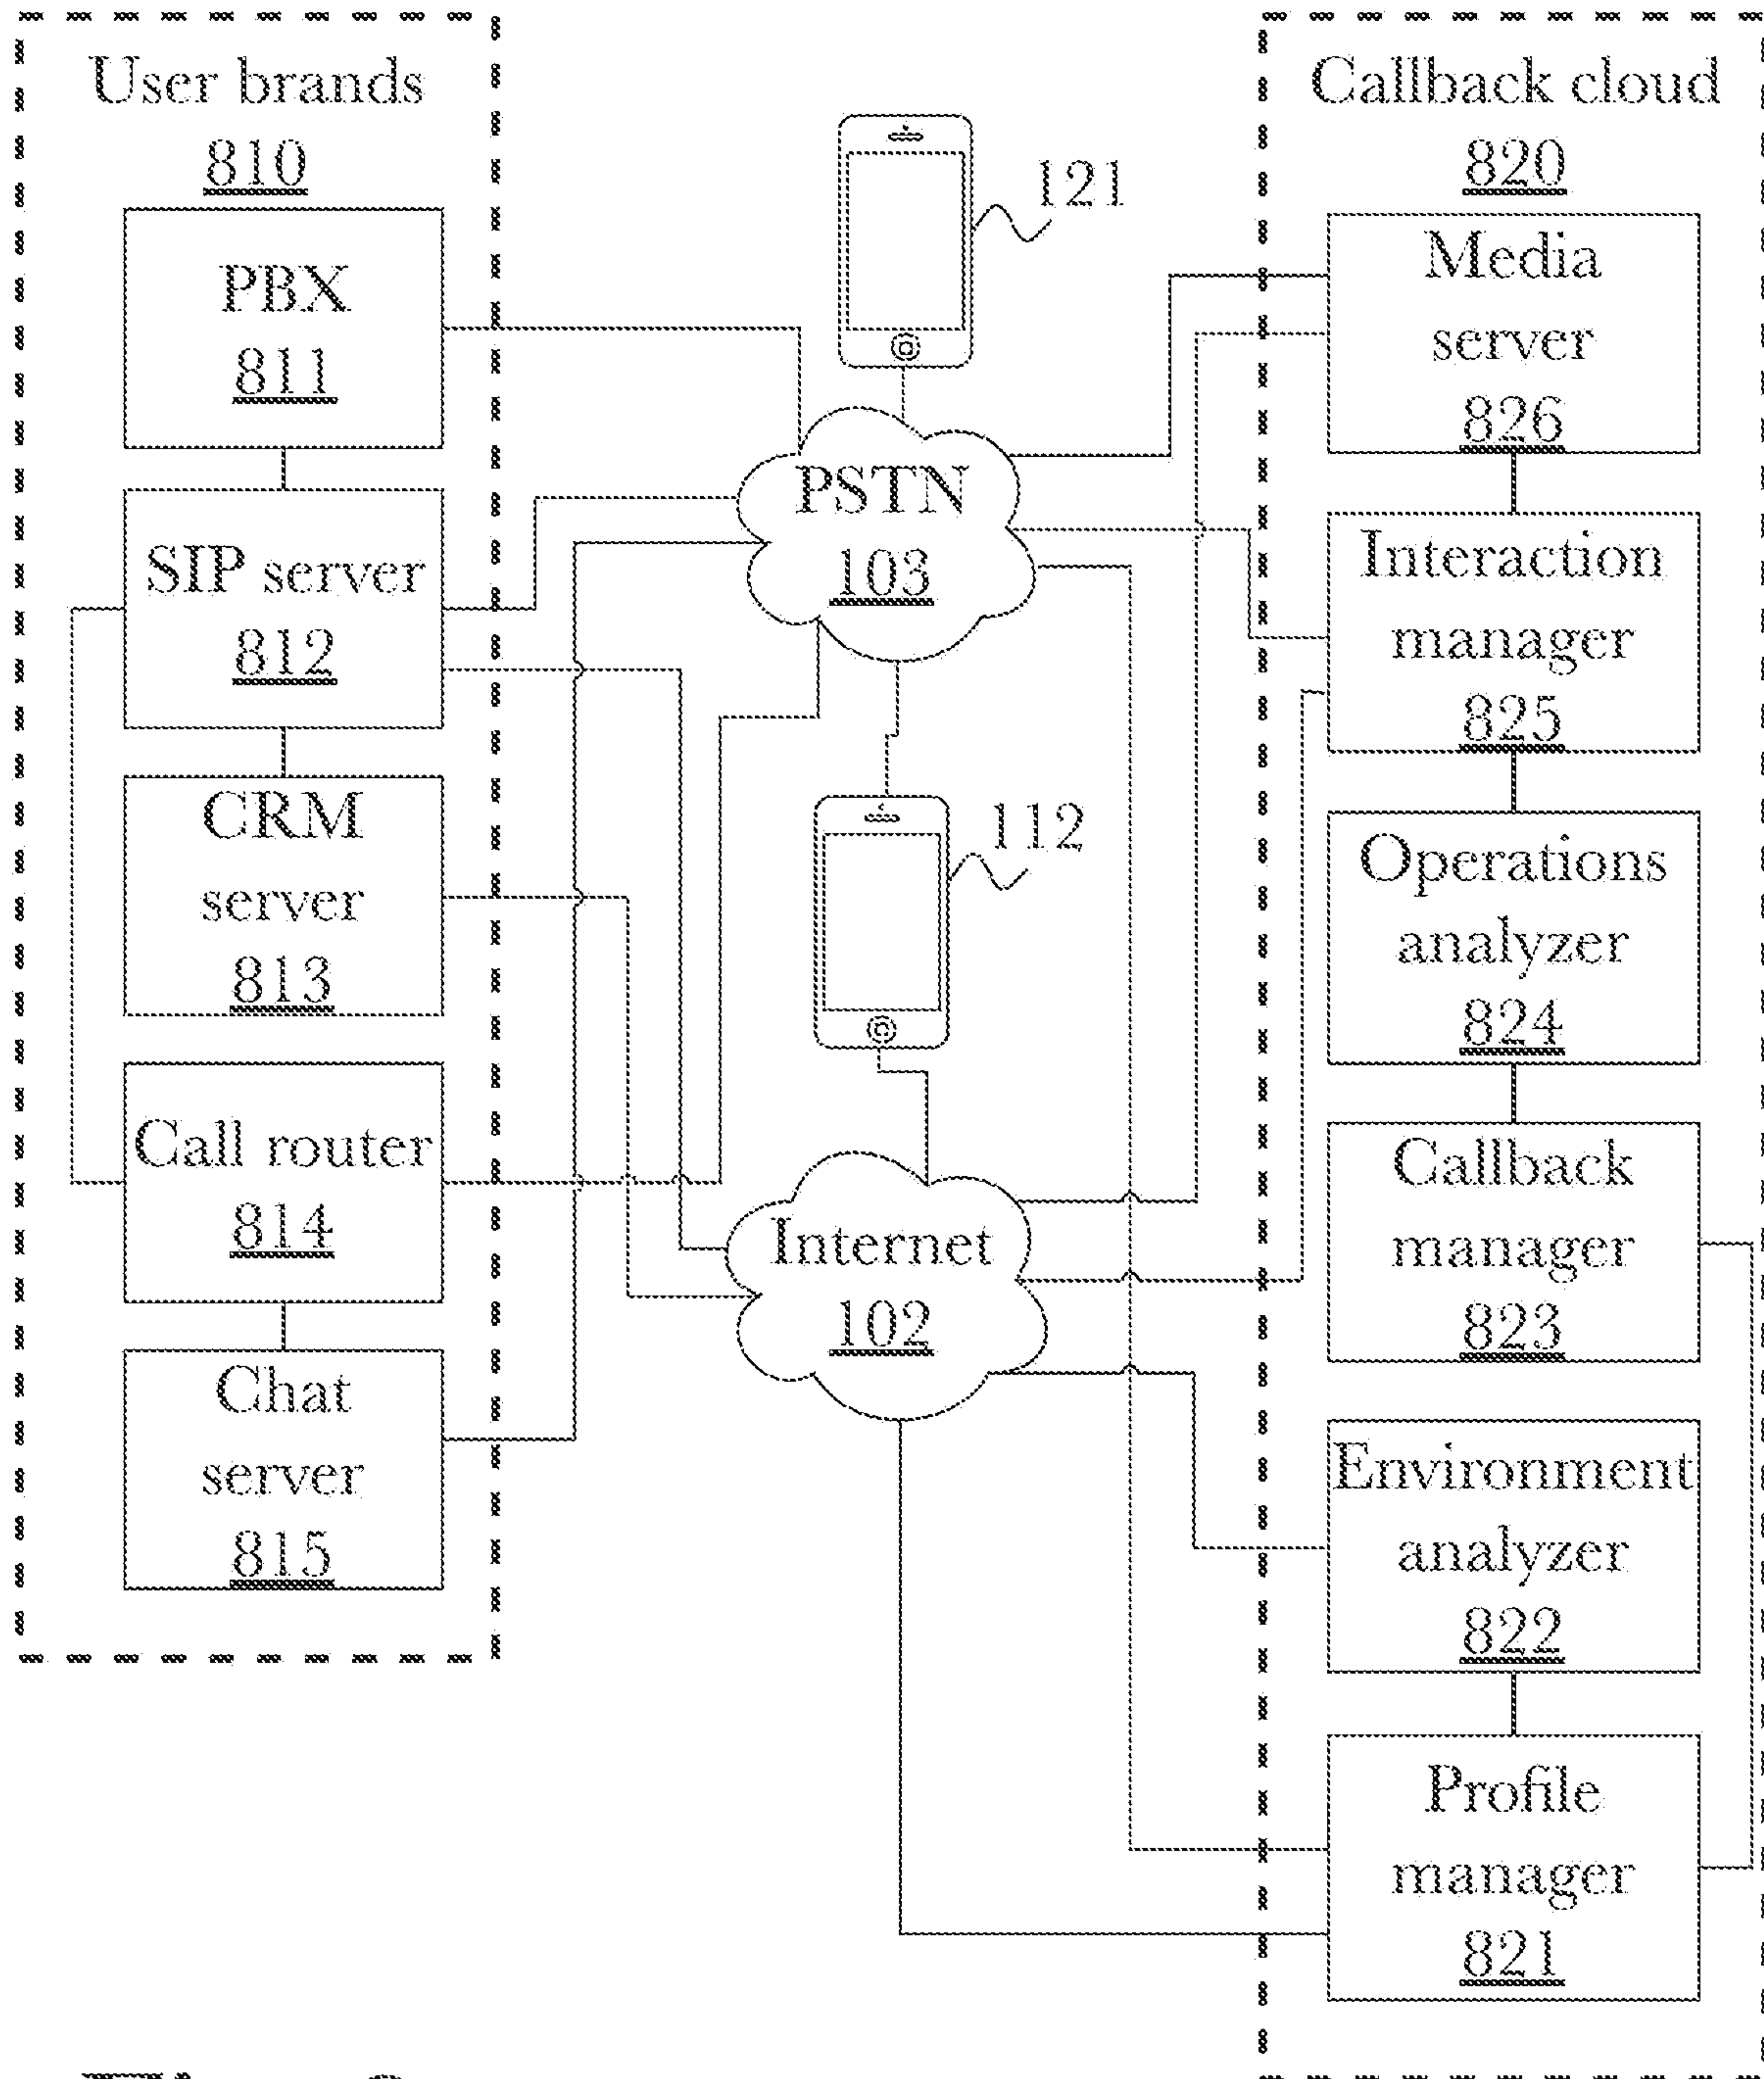 User brands
810
PBX
811
SIP server
812
CRM
server
813
Call router
814
Chat
server
815
121
PSTN
103
112
Internet
102
Callback cloud
820
Media
server
826
Interaction
manager
825
Operations
analyzer
824
Callback
manager
823
Environment
analyzer
822
Profile
manager
821